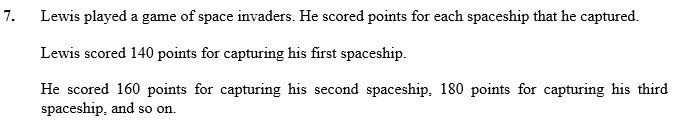 7. Lewis played a game of space invaders. He scored points for each spaceship that he captured.
Lewis scored 140 points for capturing his first spaceship.
He scored 160 points for capturing his second spaceship, 180 points for capturing his third
spaceship, and so on.